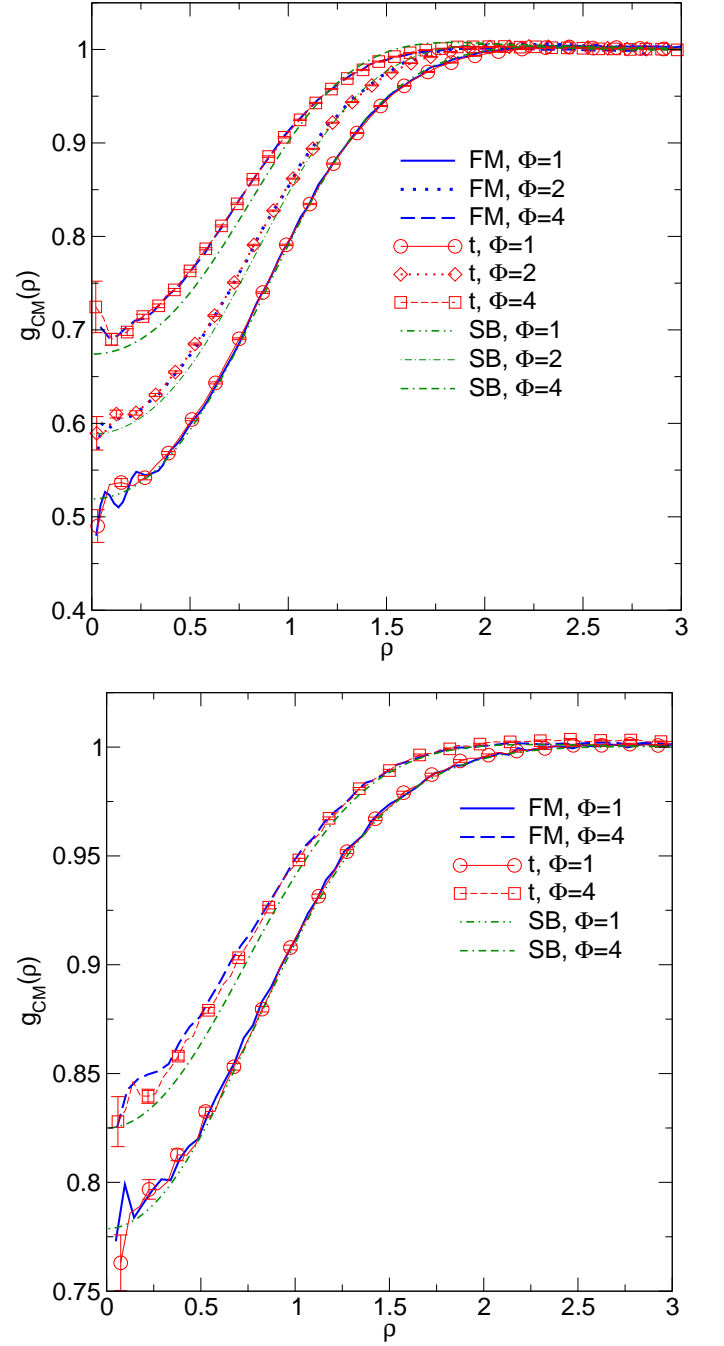 1
0.9
0.8
0.7
0.6
0.5
0.4
g_CM(ρ)
FM, Φ=1
FM, Φ=2
FM, Φ=4
t, Φ=1
t, Φ=2
t, Φ=4
SB, Φ=1
SB, Φ=2
SB, Φ=4
0 0.5 1 1.5 2 2.5 3
ρ
1
0.95
0.9
0.85
0.8
0.75
g_CM(ρ)
FM, Φ=1
FM, Φ=4
t, Φ=1
t, Φ=4
SB, Φ=1
SB, Φ=4
0 0.5 1 1.5 2 2.5 3
ρ